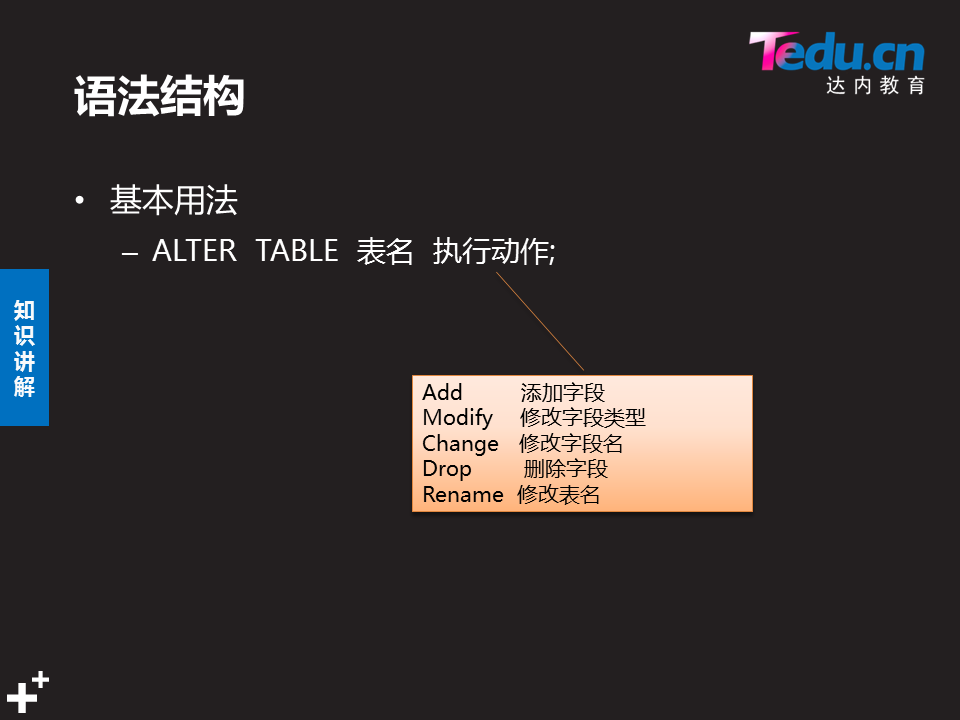 Tedu.cn
达内教育
语法结构
• 基本用法
– ALTER TABLE 表名 执行动作;
知
识
讲
解
Add 添加字段
Modify 修改字段类型
Change 修改字段名
Drop 删除字段
Rename 修改表名